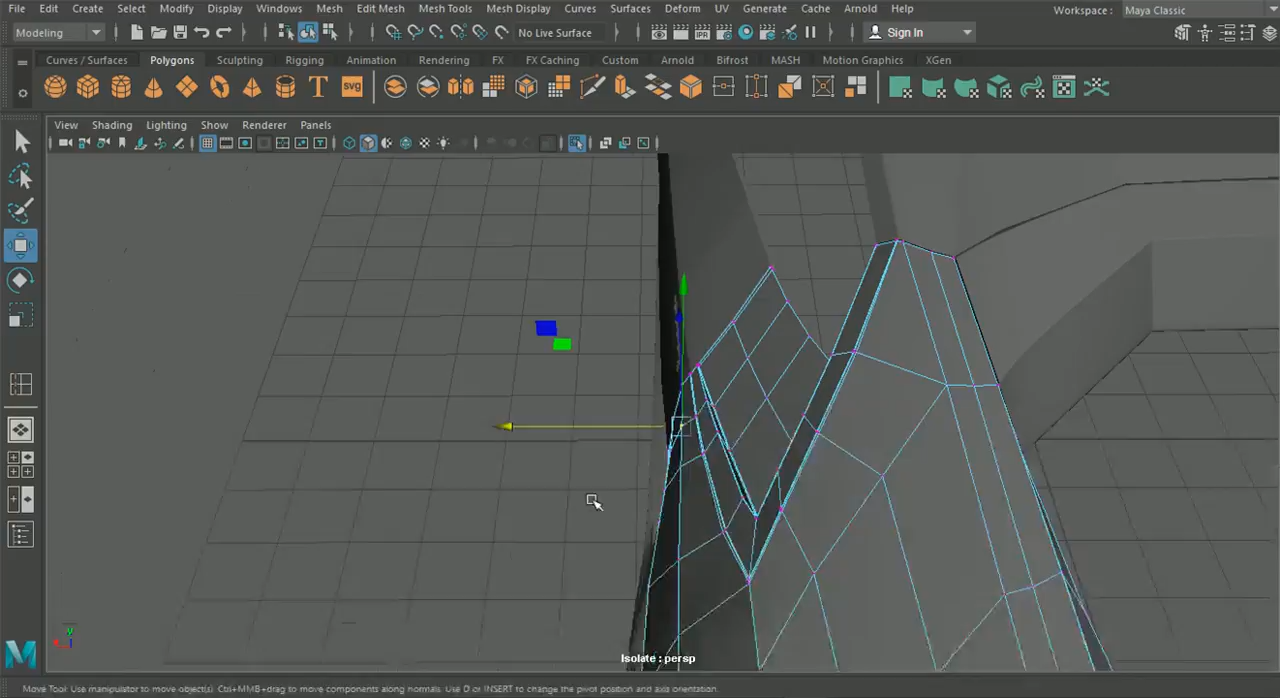 File Edit Create Select Modify Display Windows Mesh Edit Mesh Mesh Tools Mesh Display Curves Surfaces Deform UV Generate Cache Arnold Help Workspace : Maya Classic
Modeling No Live Surface Sign In
Curves / Surfaces Polygons Sculpting Rigging Animation Rendering FX FX Caching Custom Arnold Bifrost MASH Motion Graphics XGen
T SVG
View Shading Lighting Show Renderer Panels
y
Isolate : persp
M
Move Tool: Use manipulator to move object(s). Ctrl+MMB+drag to move components along normals. Use D or INSERT to change the pivot position and axis orientation.